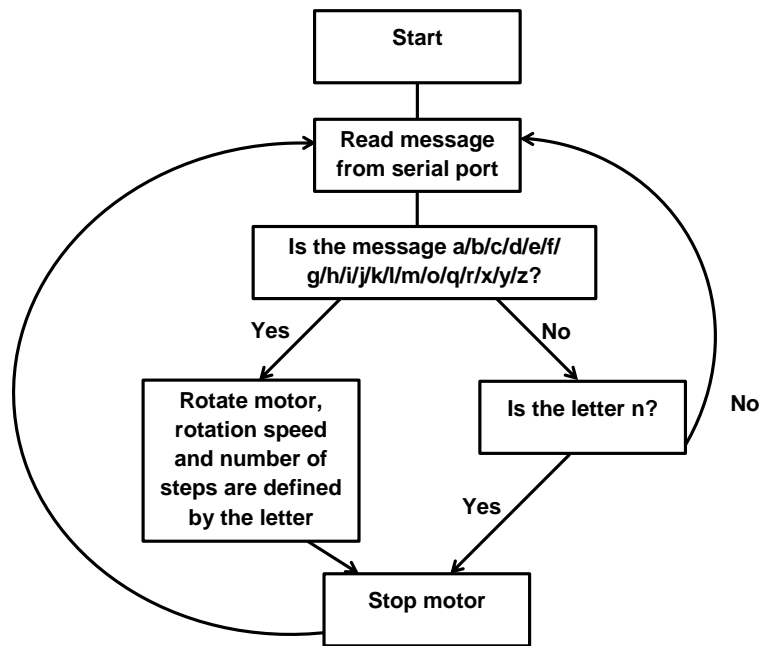 Start
Read message
from serial port
Is the message a/b/c/d/e/f/
g/h/i/j/k/l/m/o/q/r/x/y/z?
Yes
No
Rotate motor,
rotation speed
and number of
steps are defined
by the letter
Is the letter n?
No
Yes
Stop motor